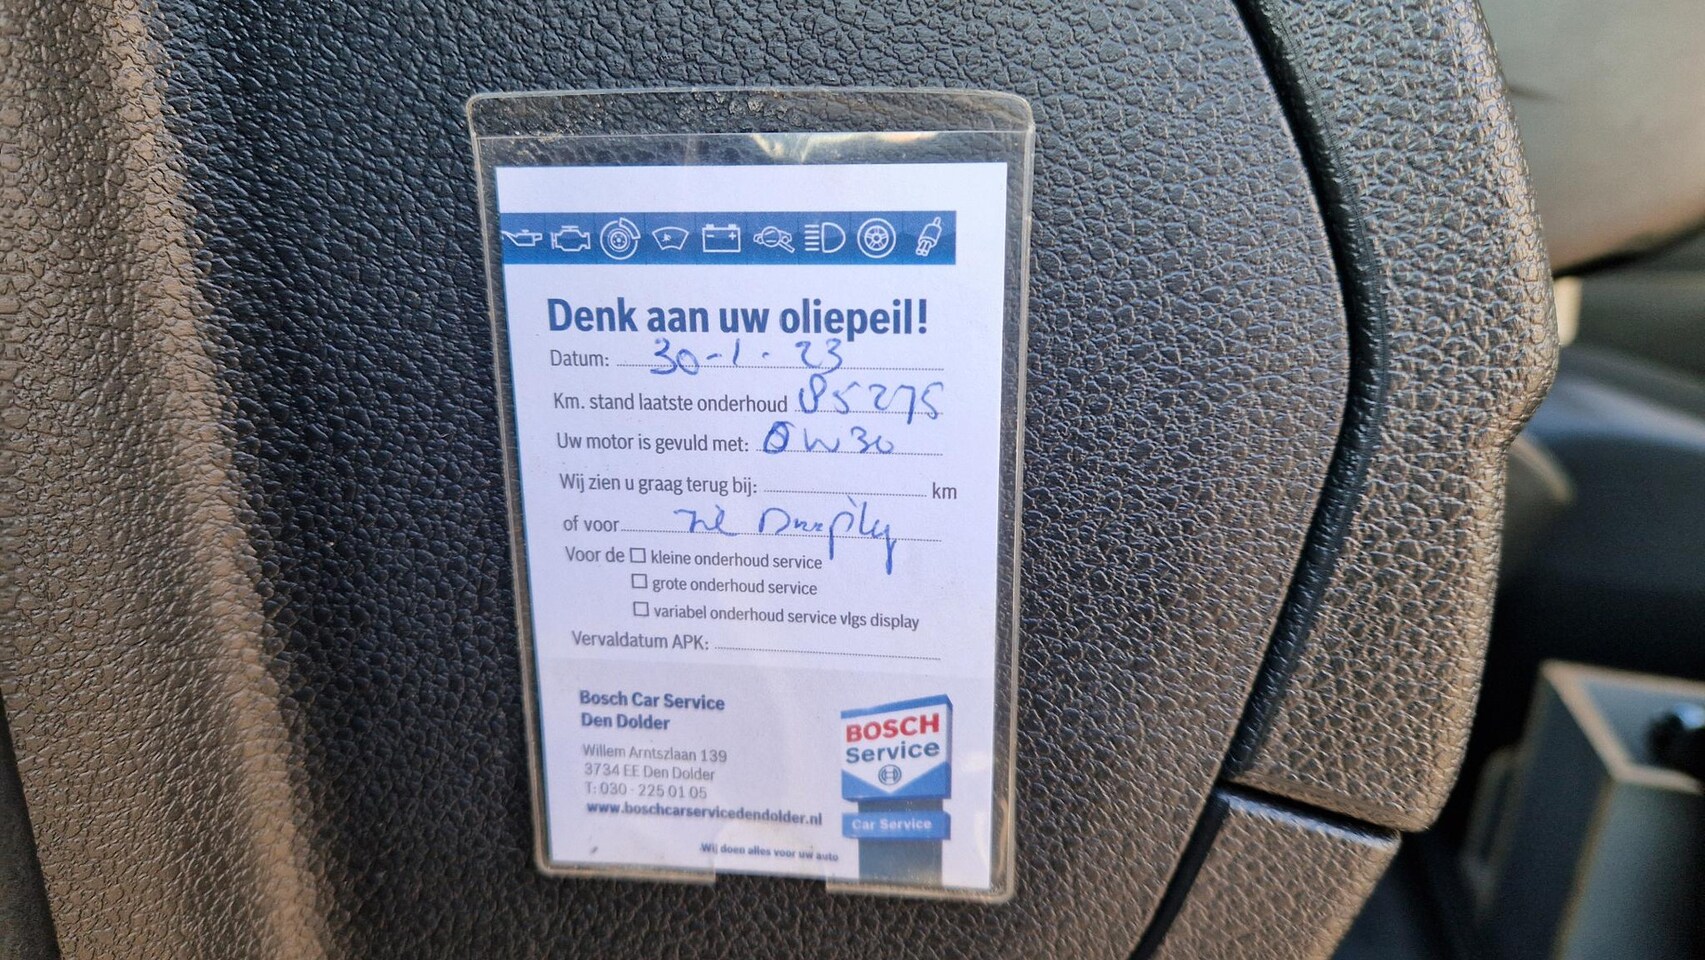 Denk aan uw oliepeil!
Datum: 30-1-23
Km. stand laatste onderhoud 85275
Uw motor is gevuld met: 0W30
Wij zien u graag terug bij: km
of voor zie Display
Voor de kleine onderhoud service
grote onderhoud service
variabel onderhoud service vlgs display
Vervaldatum APK:
Bosch Car Service
Den Dolder
Willem Arntszlaan 139
3734 EE Den Dolder
T: 030 - 225 01 05
www.boschcarservicedendolder.nl
Wij doen alles voor uw auto
BOSCH
Service
Car Service